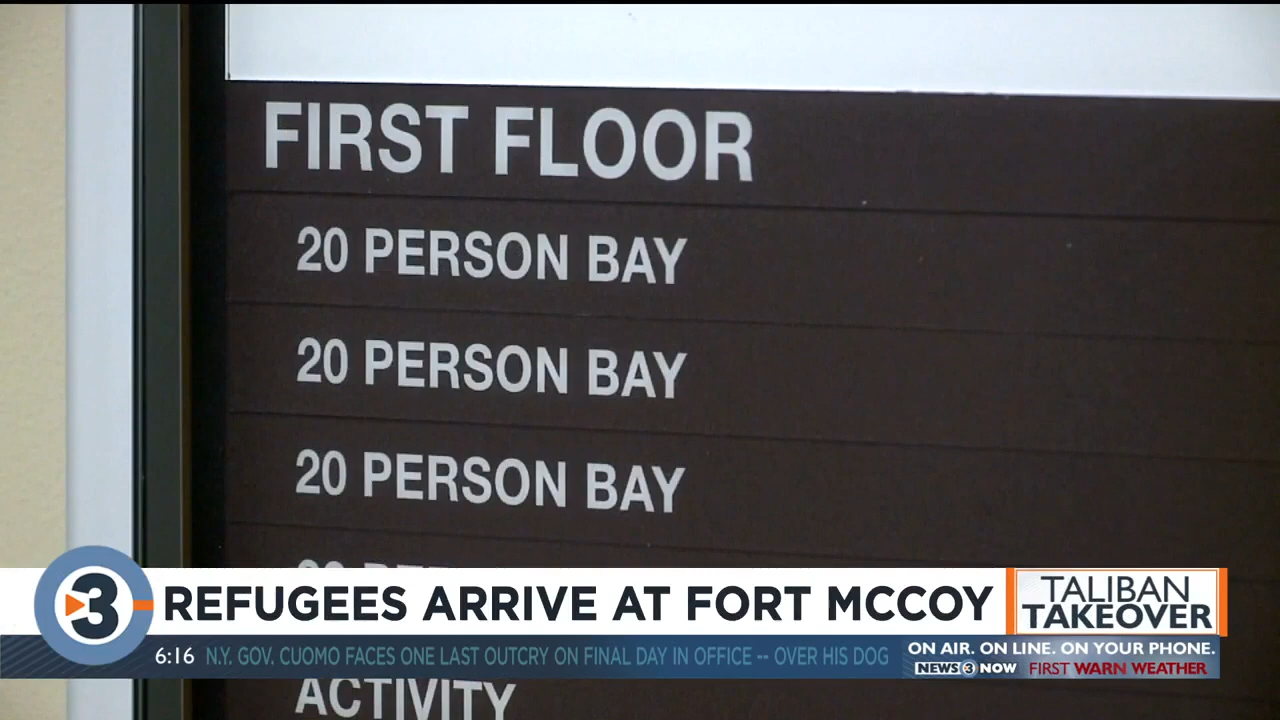 FIRST FLOOR
20 PERSON BAY
20 PERSON BAY
20 PERSON BAY
3 REFUGEES ARRIVE AT FORT MCCOY
TALIBAN
TAKEOVER
6:16 N.Y. GOV. CUOMO FACES ONE LAST OUTCRY ON FINAL DAY IN OFFICE -- OVER HIS DOG
ON AIR. ON LINE. ON YOUR PHONE.
NEWS 3 NOW FIRST WARN WEATHER
ACTIVITY